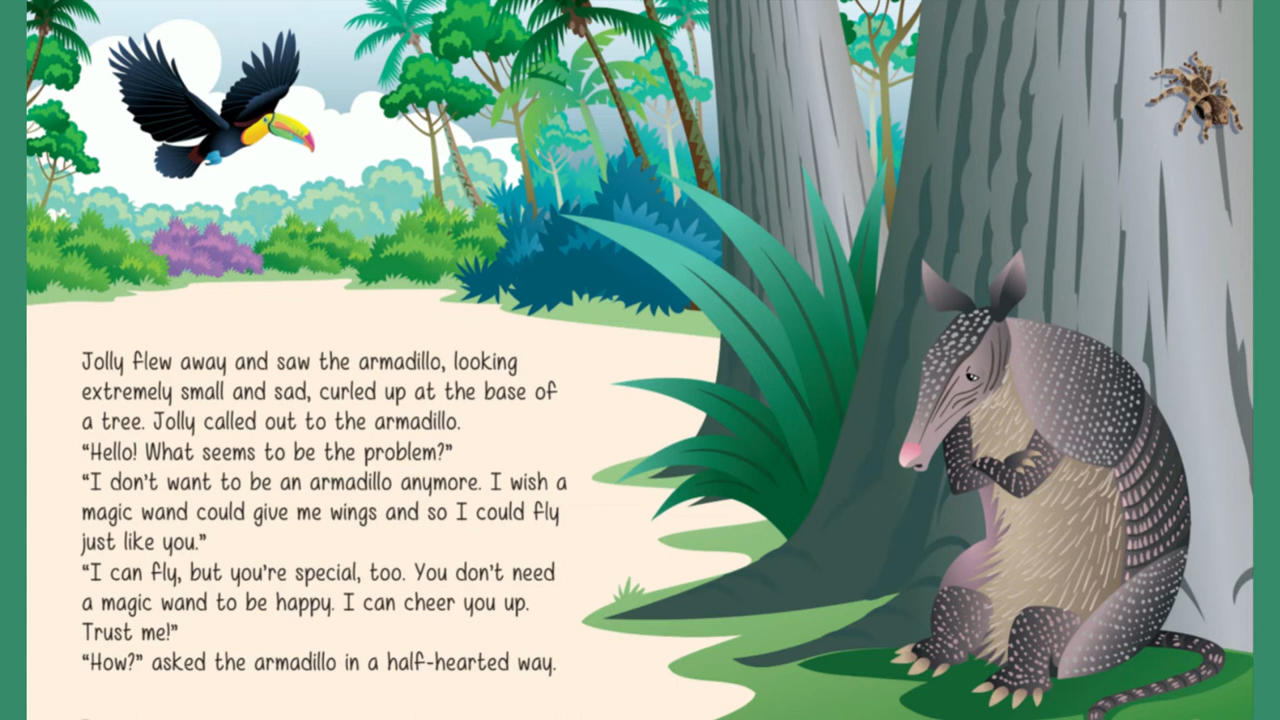 Jolly flew away and saw the armadillo, looking
extremely small and sad, curled up at the base of
a tree. Jolly called out to the armadillo.
“Hello! What seems to be the problem?”
“I don’t want to be an armadillo anymore. I wish a
magic wand could give me wings and so I could fly
just like you.”
“I can fly, but you’re special, too. You don’t need
a magic wand to be happy. I can cheer you up.
Trust me!”
“How?” asked the armadillo in a half-hearted way.